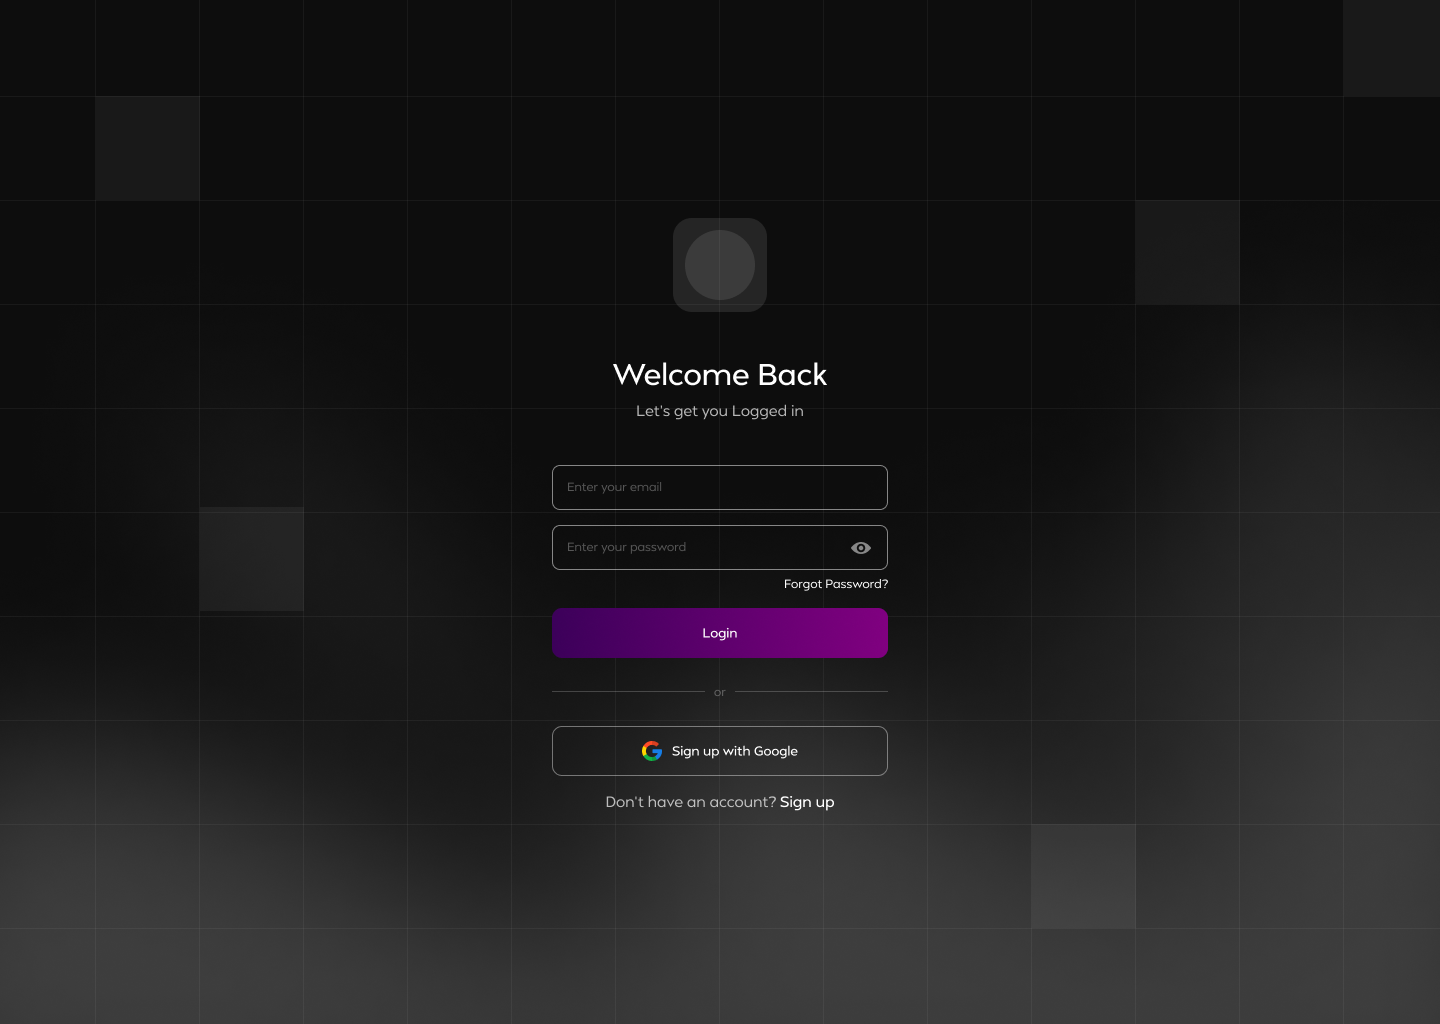 Welcome Back
Let's get you Logged in
Enter your email
Enter your password
Forgot Password?
Login
or
Sign up with Google
Don't have an account? Sign up